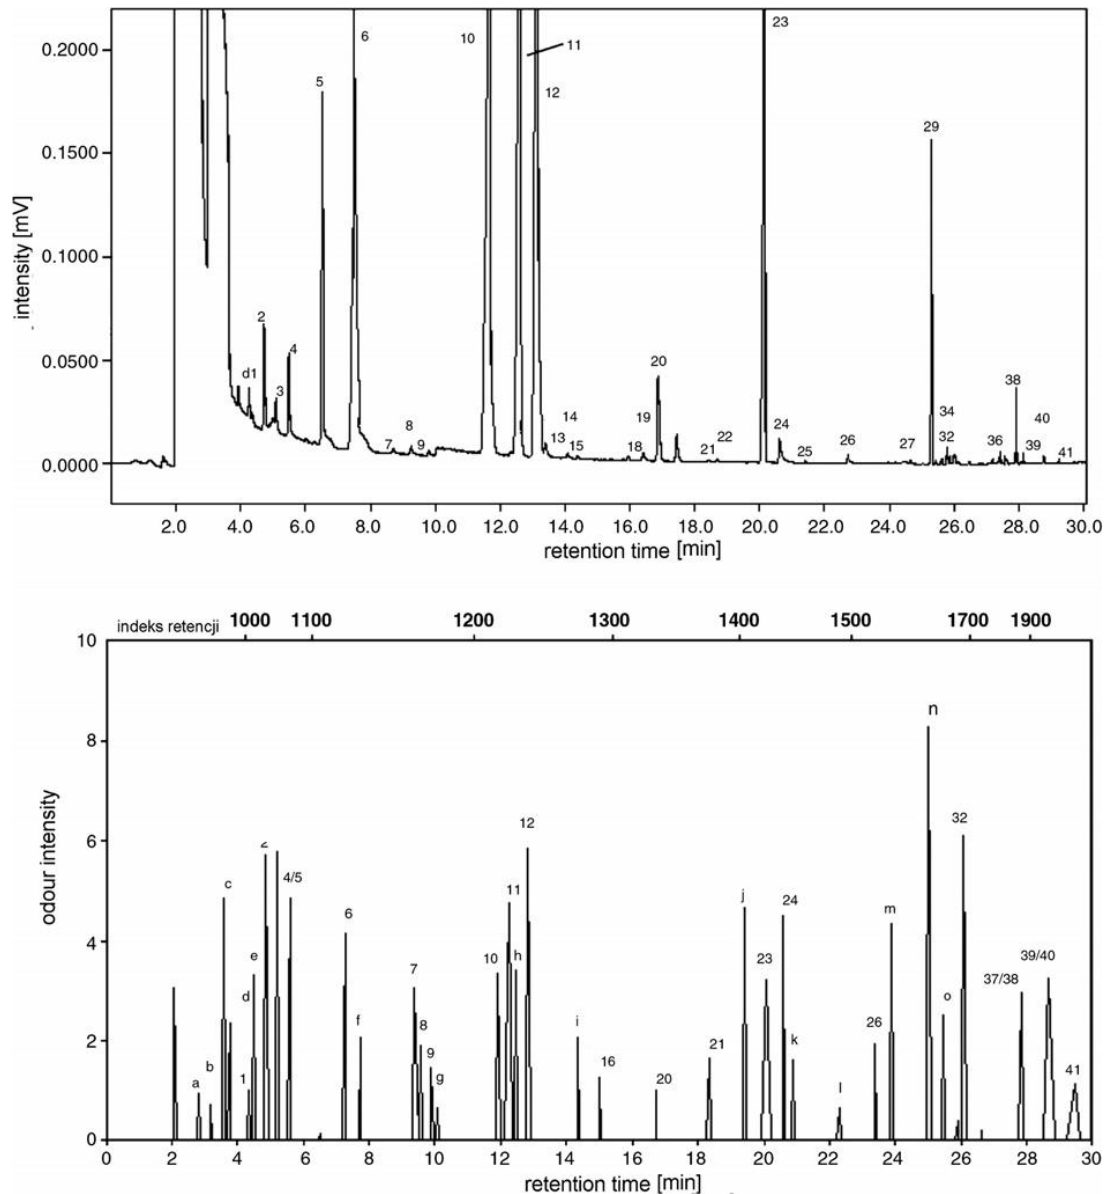 6
23
0.2000
10
11
5
12
0.1500
29
intensity [mV]
0.1000
2
0.0500
4
20
38
d1
3
14
19
34
40
8
13
24
22
32
7
9
15
18
21
25
26
27
36
39
41
0.0000
2.0 4.0 6.0 8.0 10.0 12.0 14.0 16.0 18.0 20.0 22.0 24.0 26.0 28.0 30.0
retention time [min]
indeks retencji 1000 1100 1200 1300 1400 1500 1700 1900
10
n
8
odour intensity
12
32
6
2
c
4/5
11
j
24
m
6
e
10
h
23
39/40
4
7
37/38
d
f
8
i
26
o
2
b
9
21
k
a
1
g
16
20
l
41
0
0 2 4 6 8 10 12 14 16 18 20 22 24 26 28 30
retention time [min]